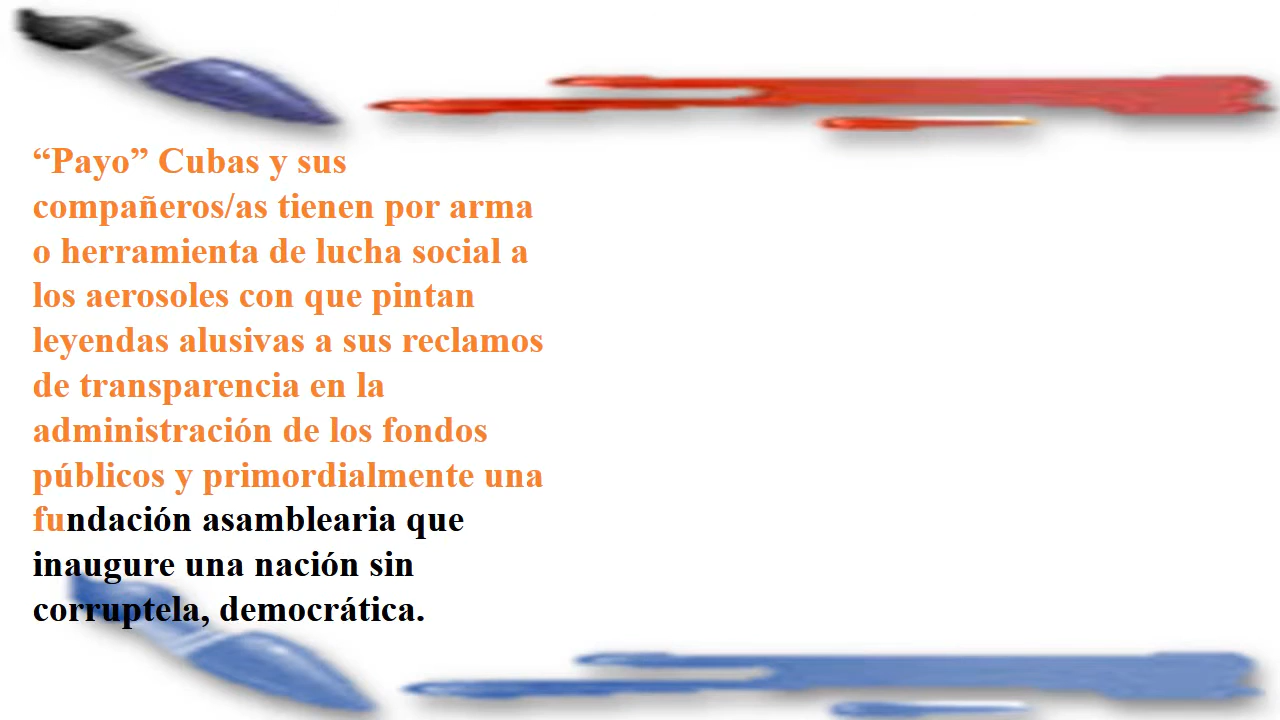 “Payo” Cubas y sus
compañeros/as tienen por arma
o herramienta de lucha social a
los aerosoles con que pintan
leyendas alusivas a sus reclamos
de transparencia en la
administración de los fondos
públicos y primordialmente una
fundación asamblearia que
inaugure una nación sin
corruptela, democrática.